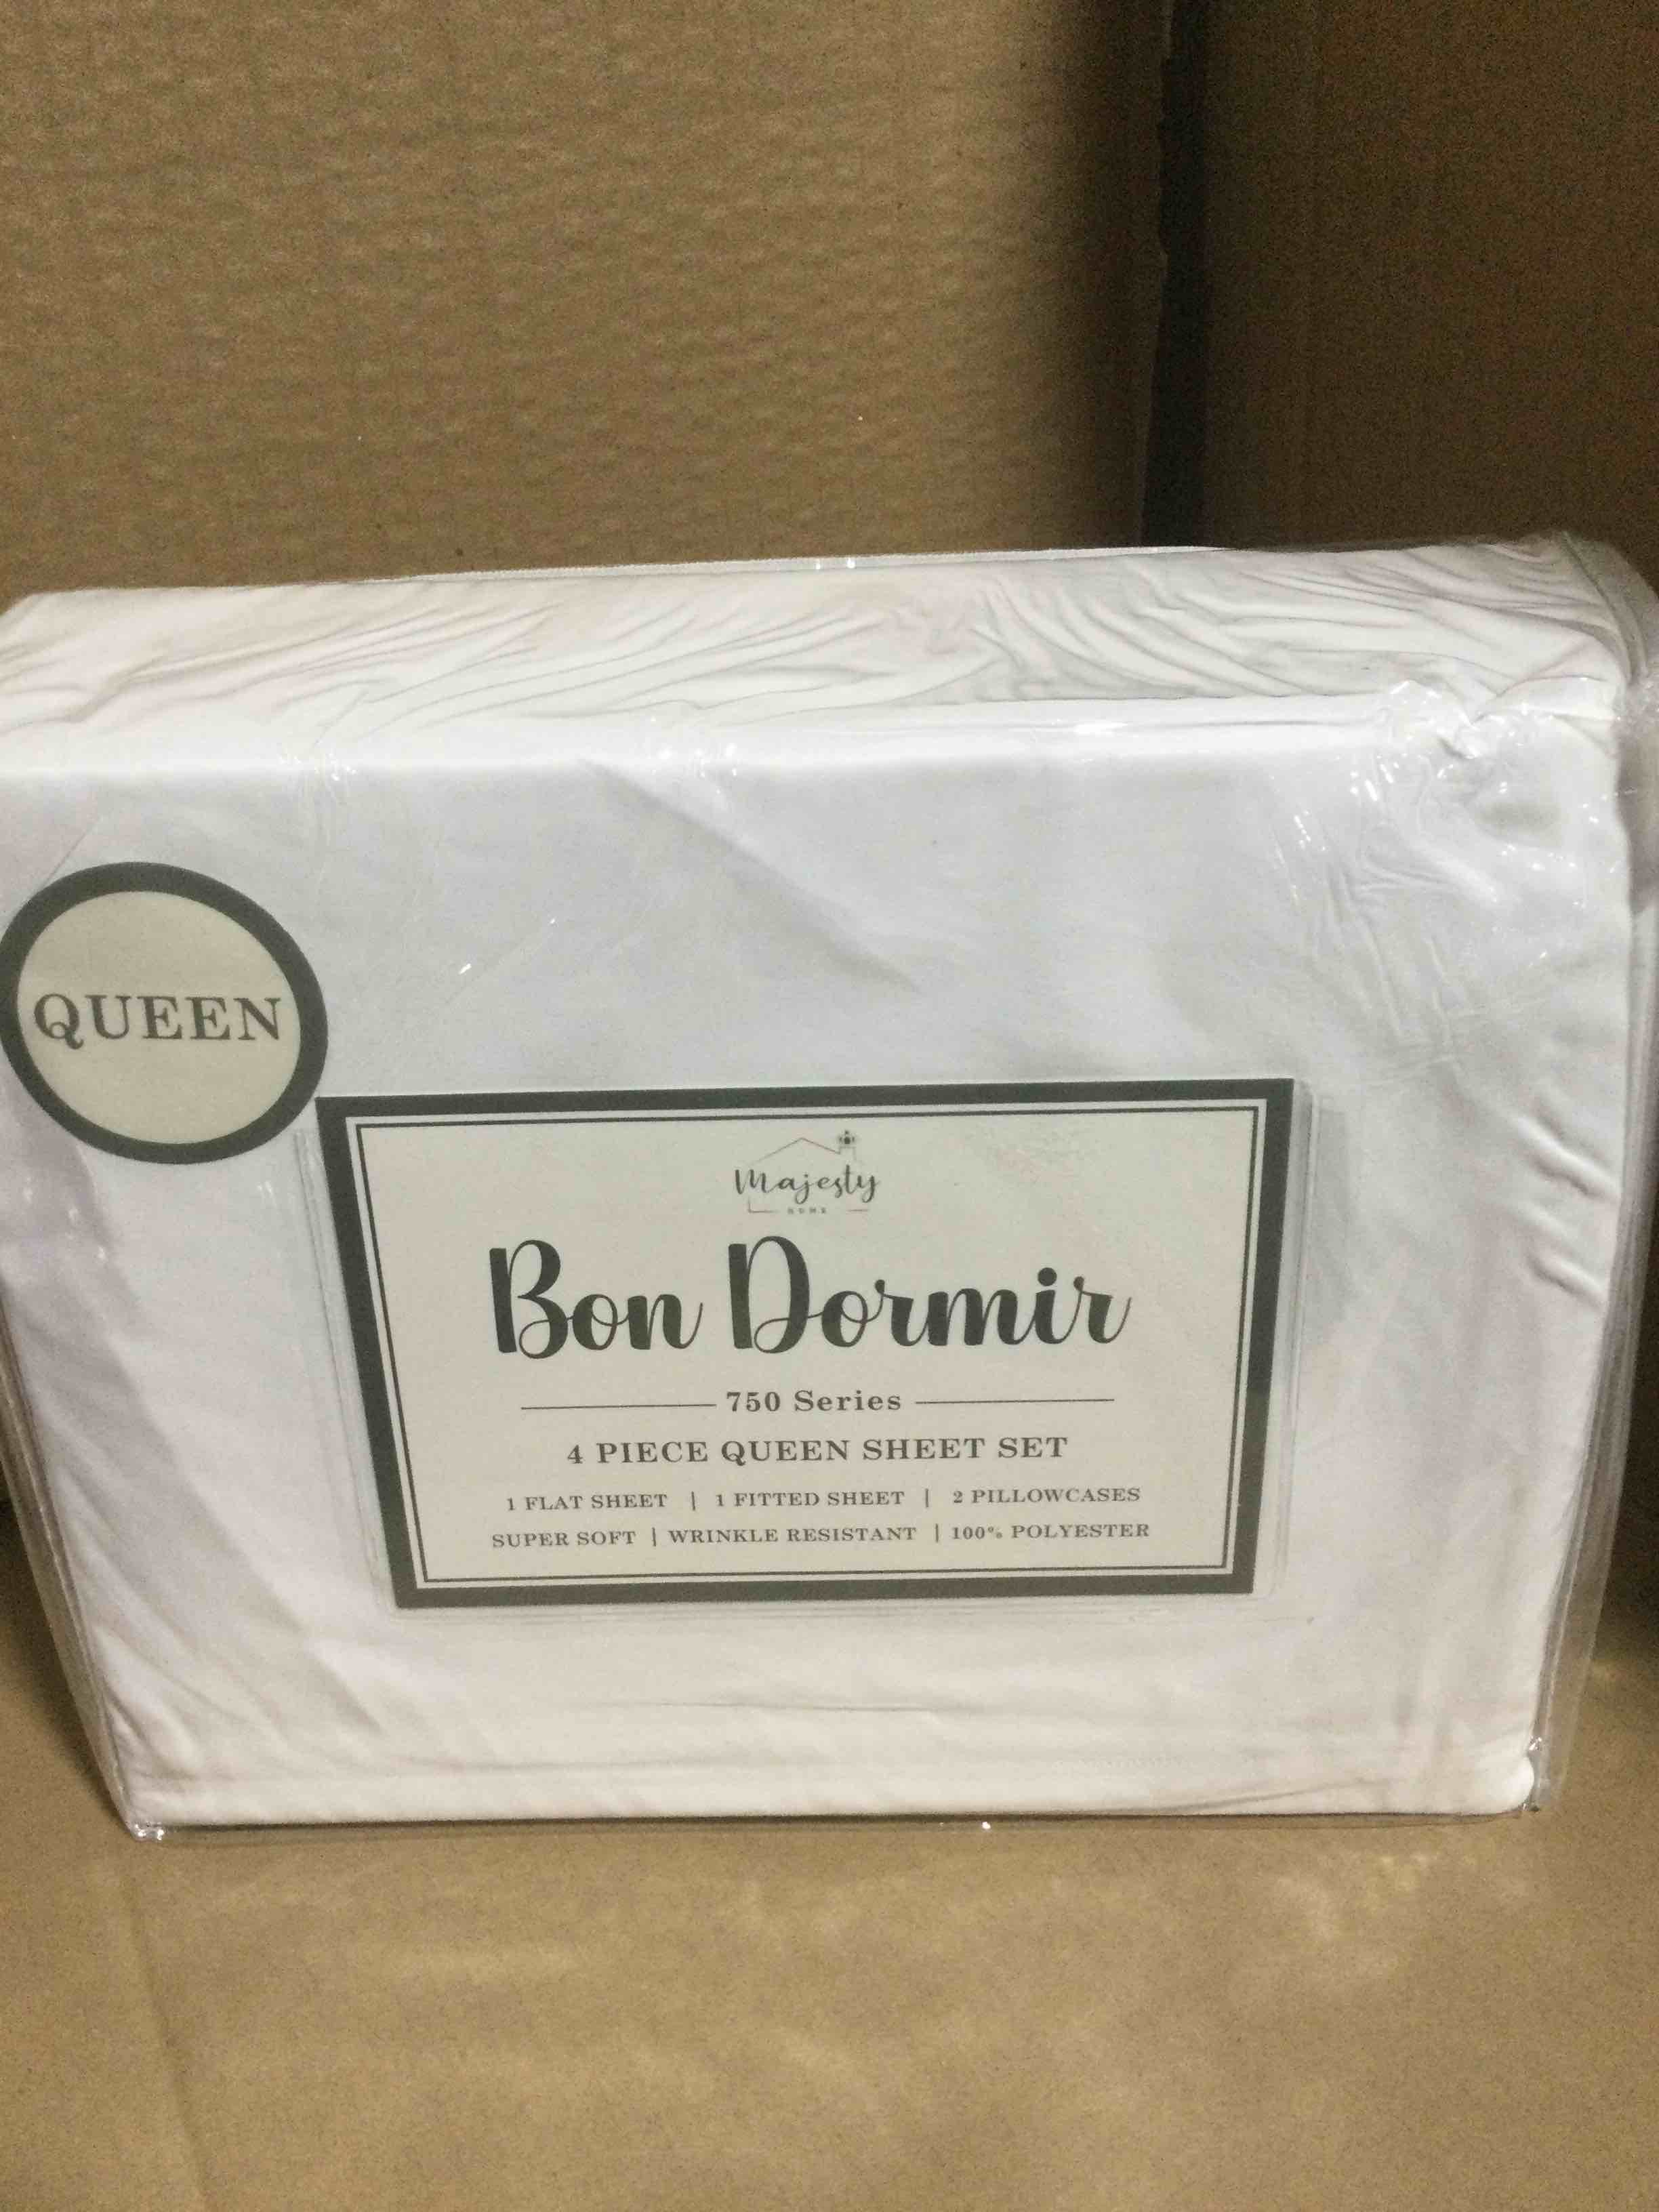 QUEEN
Majesty
HOME
Bon Dormir
750 Series
4 PIECE QUEEN SHEET SET
1 FLAT SHEET | 1 FITTED SHEET | 2 PILLOWCASES
SUPER SOFT | WRINKLE RESISTANT | 100% POLYESTER